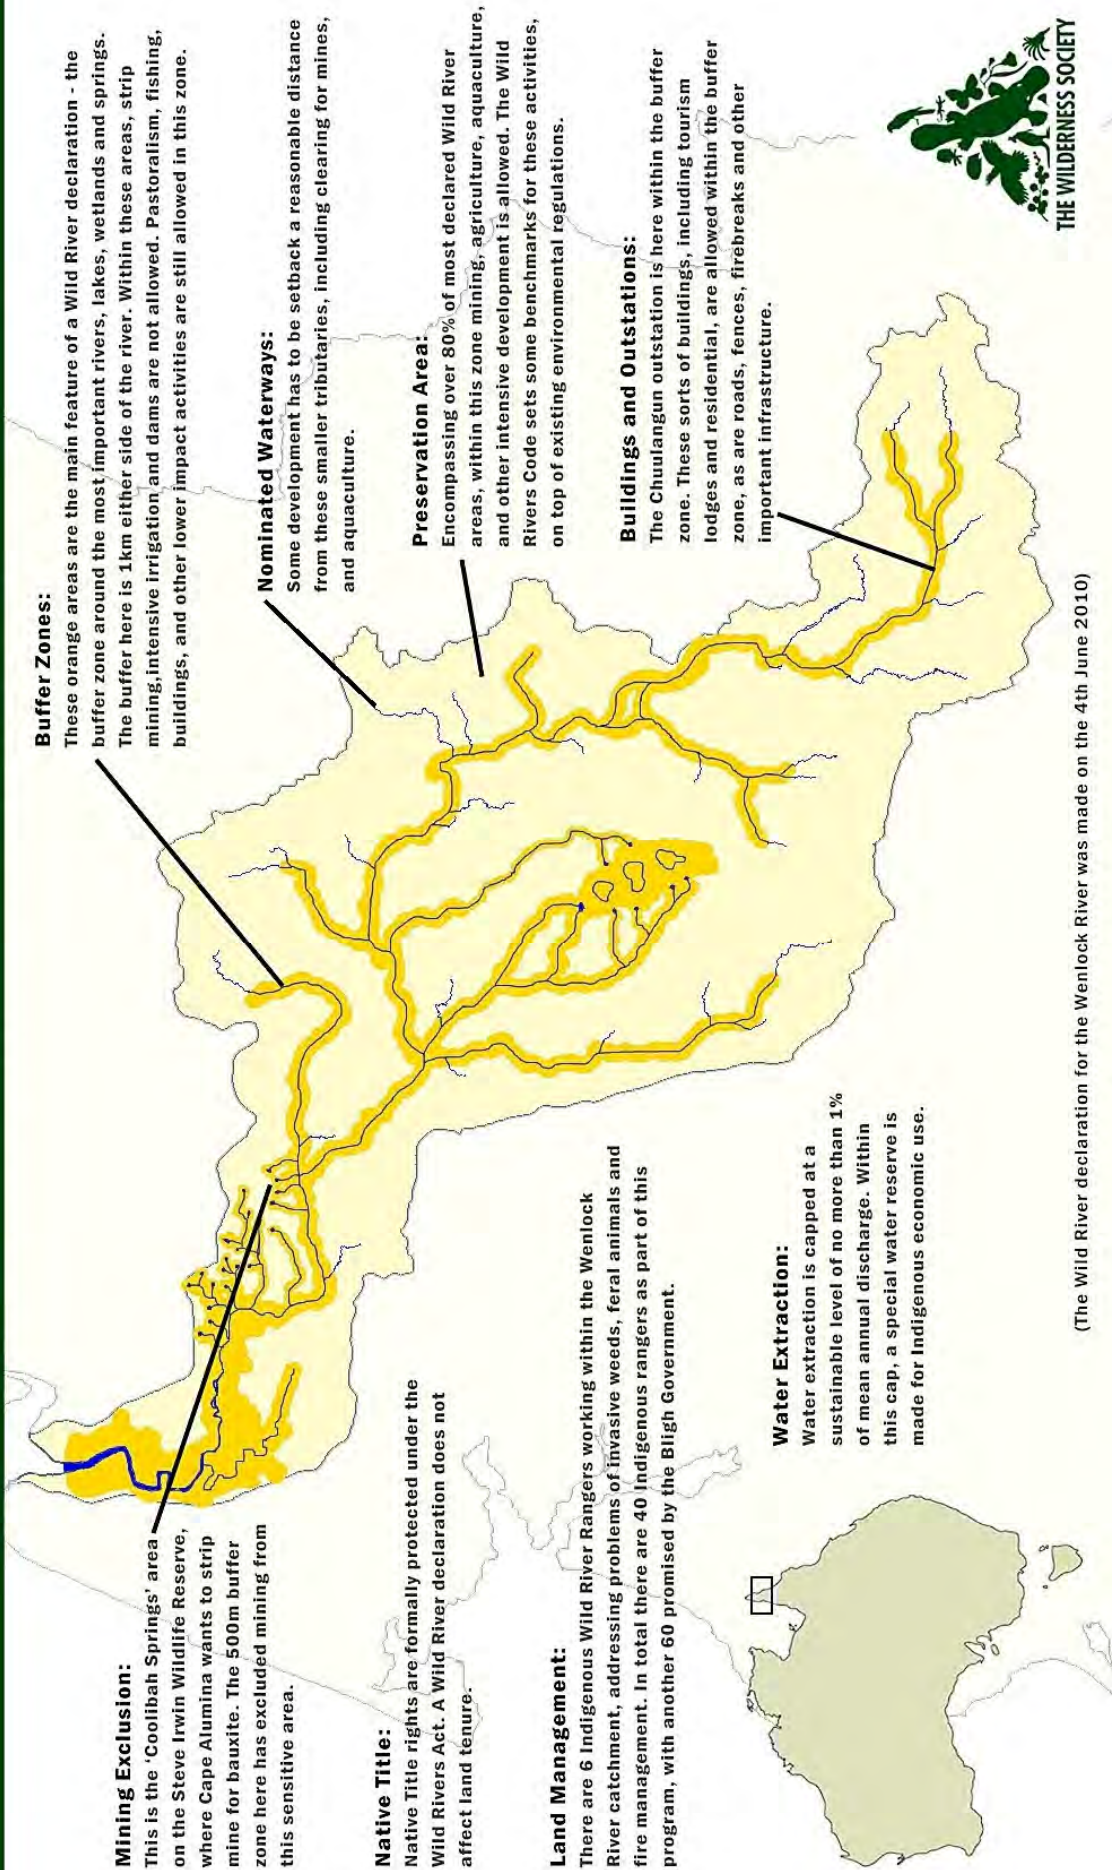 Buffer Zones:
These orange areas are the main feature of a Wild River declaration - the
buffer zone around the most important rivers, lakes, wetlands and springs.
The buffer here is 1km either side of the river. Within these areas, strip
mining,intensive irrigation and dams are not allowed. Pastoralism, fishing,
buildings, and other lower impact activities are still allowed in this zone.
Mining Exclusion:
This is the 'Coolibah Springs' area
on the Steve Irwin Wildlife Reserve,
where Cape Alumina wants to strip
mine for bauxite. The 500m buffer
zone here has excluded mining from
this sensitive area.
Nominated Waterways:
Some development has to be setback a reasonable distance
from these smaller tributaries, including clearing for mines,
and aquaculture.
Native Title:
Native Title rights are formally protected under the
Wild Rivers Act. A Wild River declaration does not
affect land tenure.
Preservation Area:
Encompassing over 80% of most declared Wild River
areas, within this zone mining, agriculture, aquaculture,
and other intensive development is allowed. The Wild
Rivers Code sets some benchmarks for these activities,
on top of existing environmental regulations.
Land Management:
There are 6 Indigenous Wild River Rangers working within the Wenlock
River catchment, addressing problems of invasive weeds, feral animals and
fire management. In total there are 40 Indigenous rangers as part of this
program, with another 60 promised by the Bligh Government.
Buildings and Outstations:
The Chuulangun outstation is here within the buffer
zone. These sorts of buildings, including tourism
lodges and residential, are allowed within the buffer
zone, as are roads, fences, firebreaks and other
important infrastructure.
Water Extraction:
Water extraction is capped at a
sustainable level of no more than 1%
of mean annual discharge. Within
this cap, a special water reserve is
made for Indigenous economic use.
THE WILDERNESS SOCIETY
(The Wild River declaration for the Wenlock River was made on the 4th June 2010)